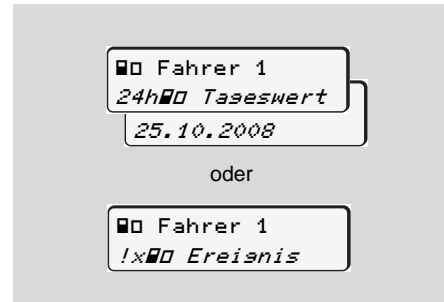 Fahrer 1
24h Tageswert
25.10.2008
oder
Fahrer 1
!x Ereignis